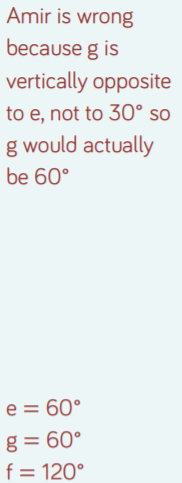 Amir is wrong
because g is
vertically opposite
to e, not to 30° so
g would actually
be 60°
e = 60°
g = 60°
f = 120°